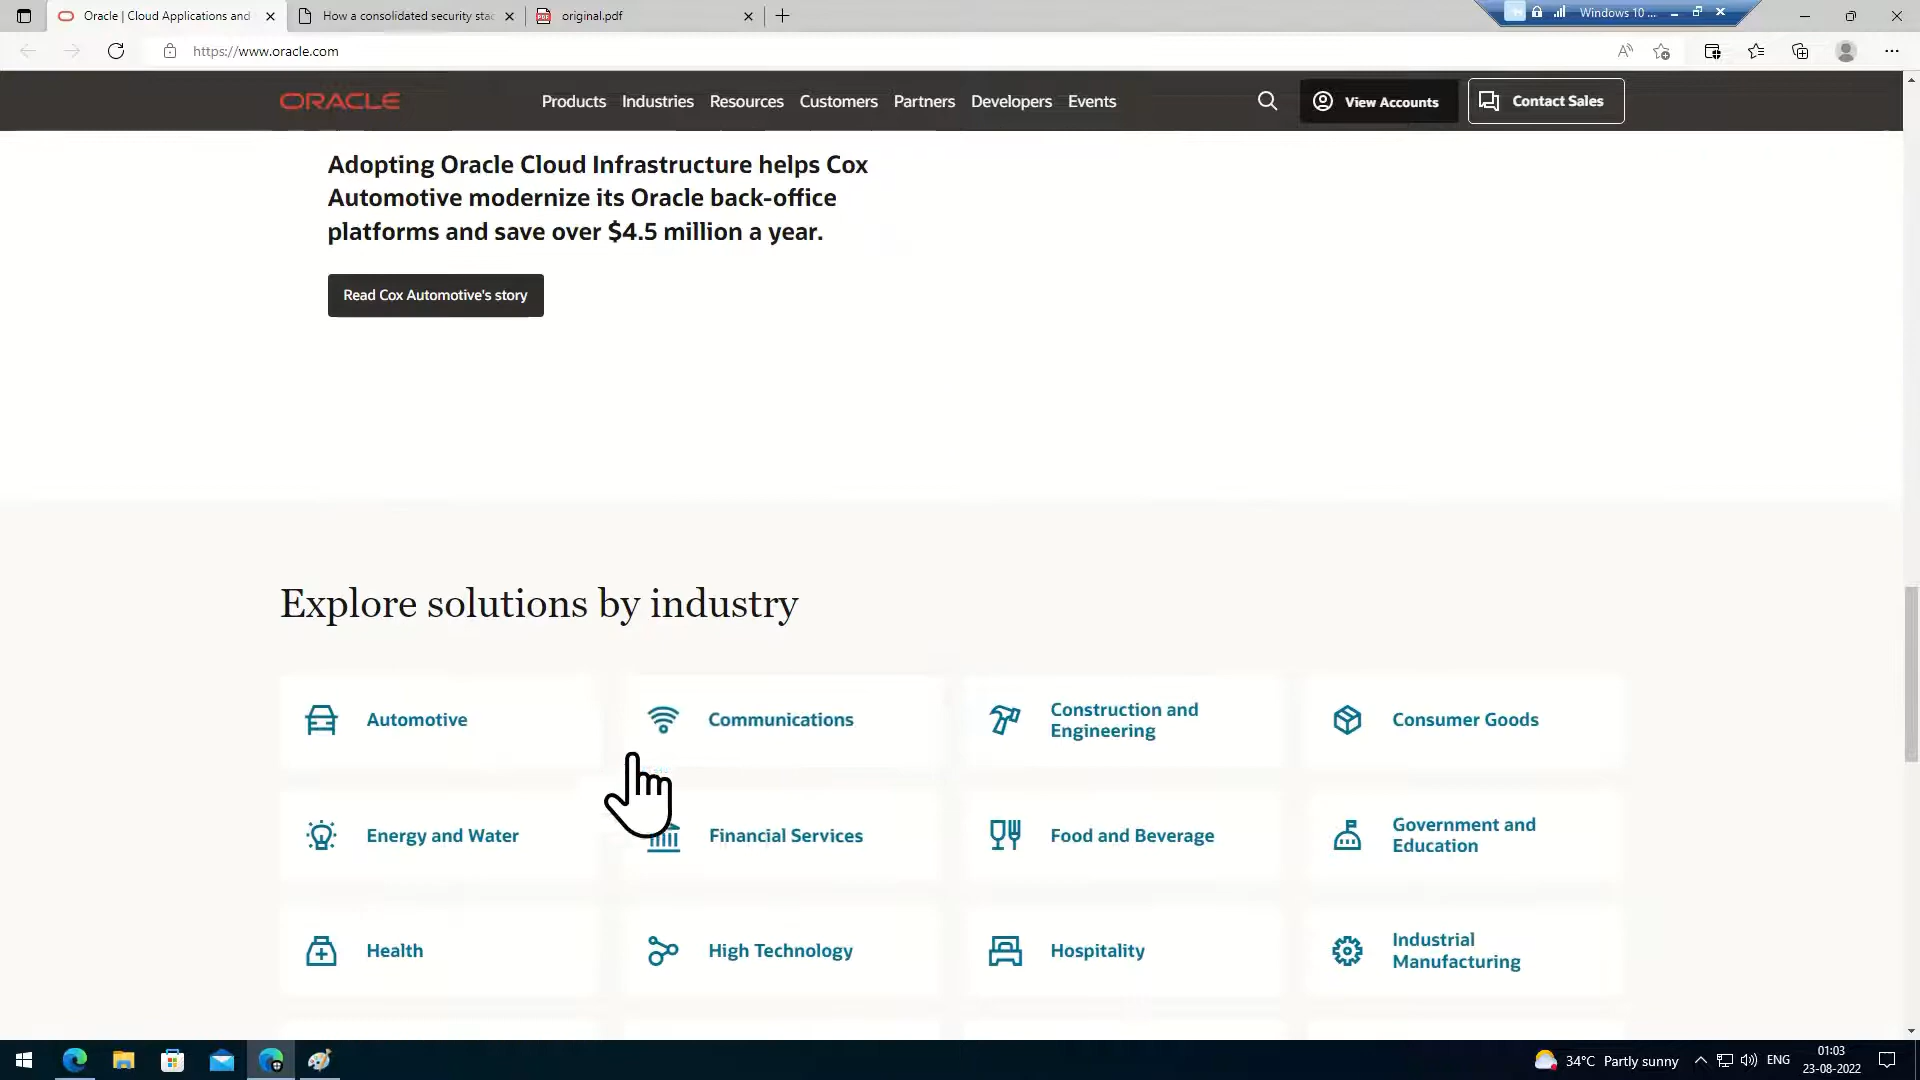 Oracle | Cloud Applications and
How a consolidated security stac
original.pdf
Windows 10 ...
https://www.oracle.com
ORACLE
Products
Industries
Resources
Customers
Partners
Developers
Events
View Accounts
Contact Sales
Adopting Oracle Cloud Infrastructure helps Cox
Automotive modernize its Oracle back-office
platforms and save over $4.5 million a year.
Read Cox Automotive's story
Explore solutions by industry
Automotive
Communications
Construction and
Engineering
Consumer Goods
Energy and Water
Financial Services
Food and Beverage
Government and
Education
Health
High Technology
Hospitality
Industrial
Manufacturing
34°C Partly sunny
ENG
01:03
23-08-2022